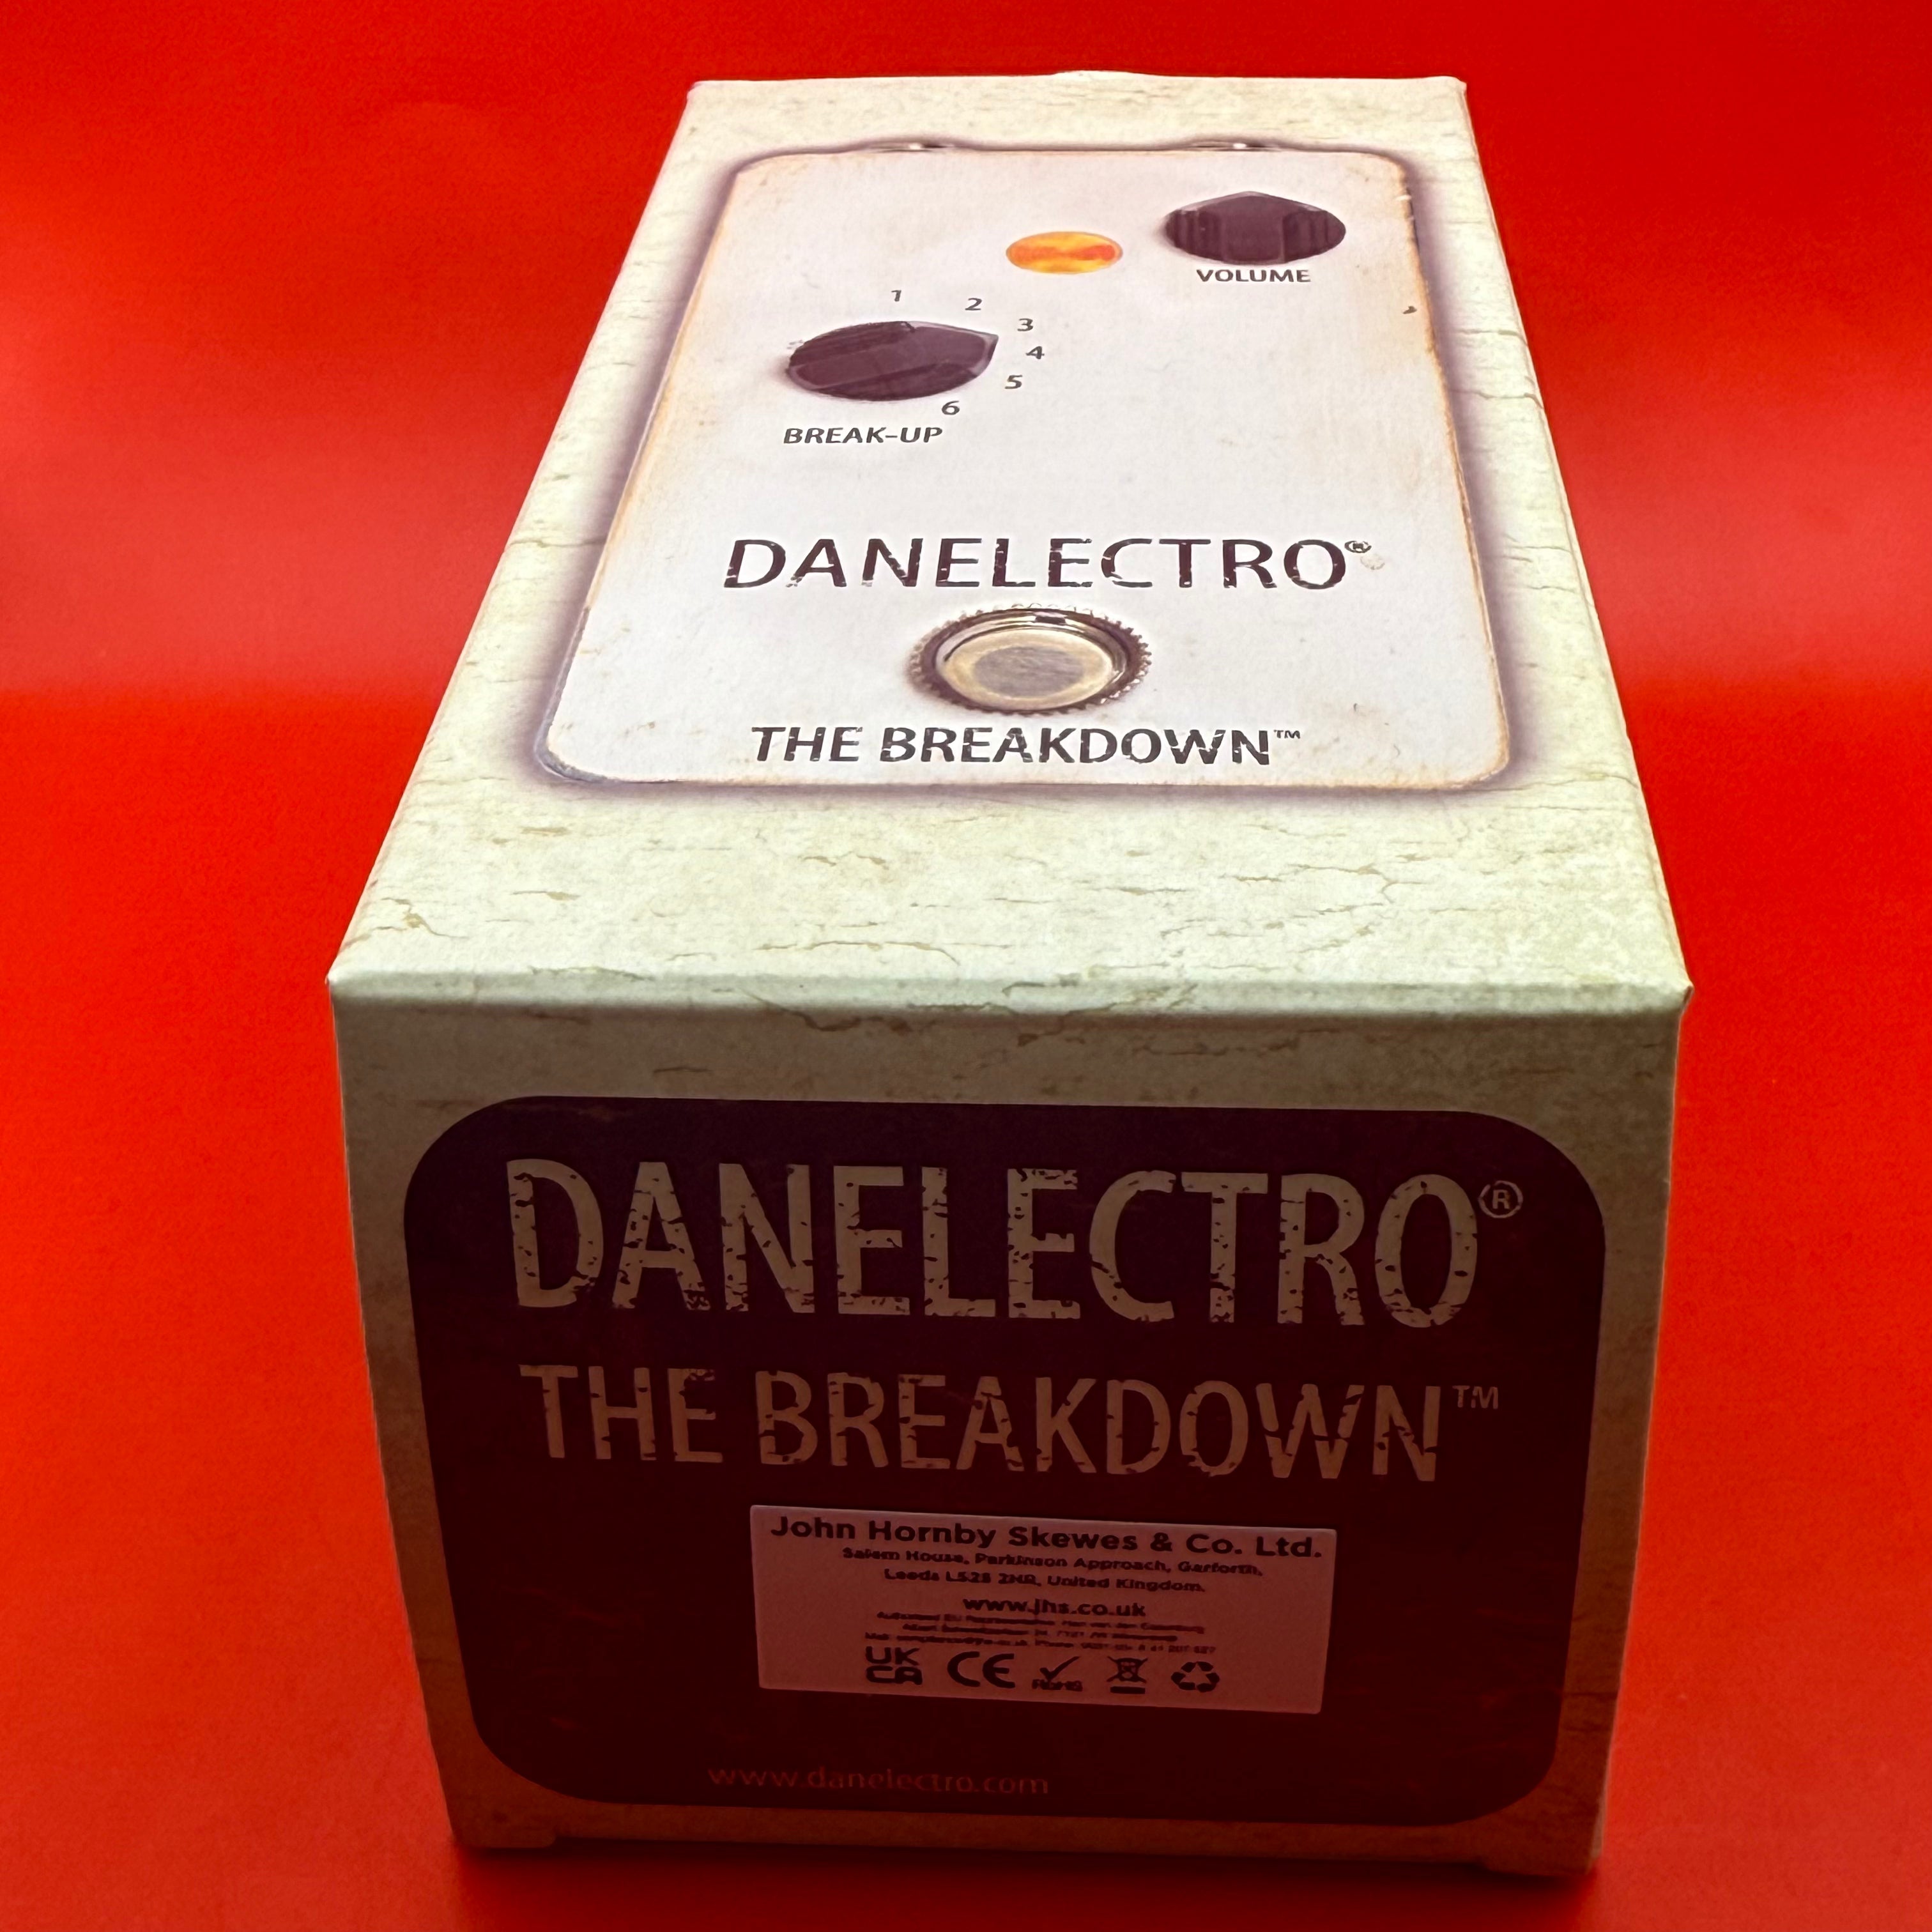 VOLUME
1
2
3
4
5
6
BREAK-UP
DANELECTRO®
THE BREAKDOWN™
DANELECTRO®
THE BREAKDOWN™
John Hornby Skewes & Co. Ltd.
Salem House, Parkinson Approach, Garforth,
Leeds LS25 2HR, United Kingdom.
www.jhs.co.uk
UK
CA CE RoHS
www.danelectro.com